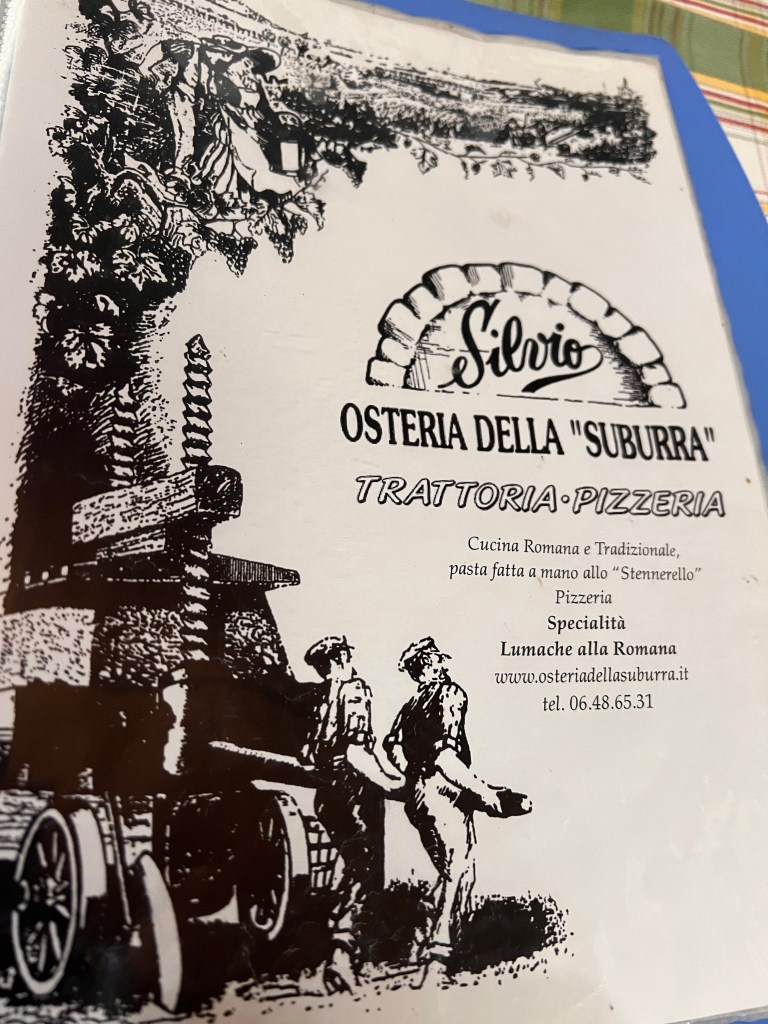 Silvio
OSTERIA DELLA "SUBURRA"
TRATTORIA • PIZZERIA
Cucina Romana e Tradizionale,
pasta fatta a mano allo “Stennerello”
Pizzeria
Specialità
Lumache alla Romana
www.osteriadellasuburra.it
tel. 06.48.65.31